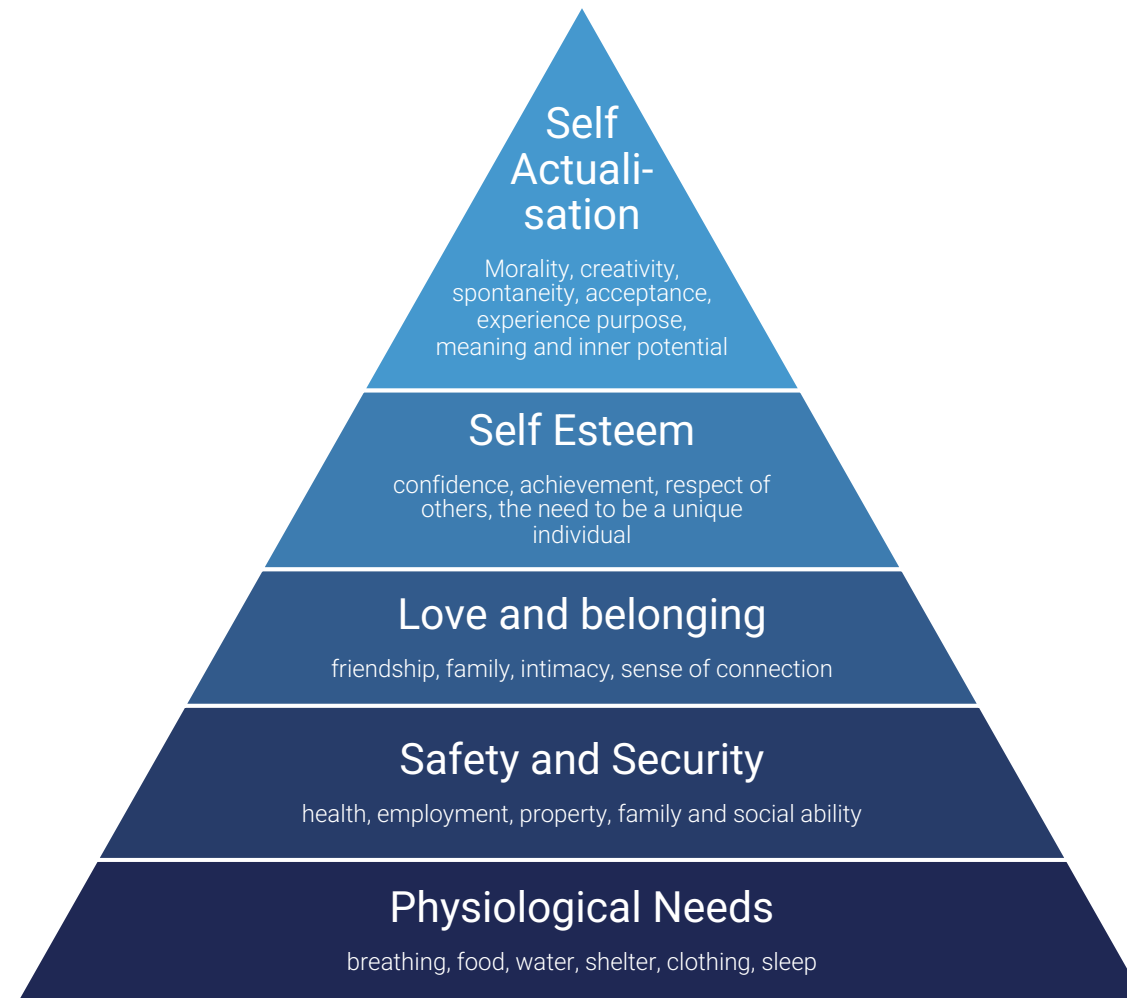 Self
Actuali-
sation
Morality, creativity,
spontaneity, acceptance,
experience purpose,
meaning and inner potential
Self Esteem
confidence, achievement, respect of
others, the need to be a unique
individual
Love and belonging
friendship, family, intimacy, sense of connection
Safety and Security
health, employment, property, family and social ability
Physiological Needs
breathing, food, water, shelter, clothing, sleep